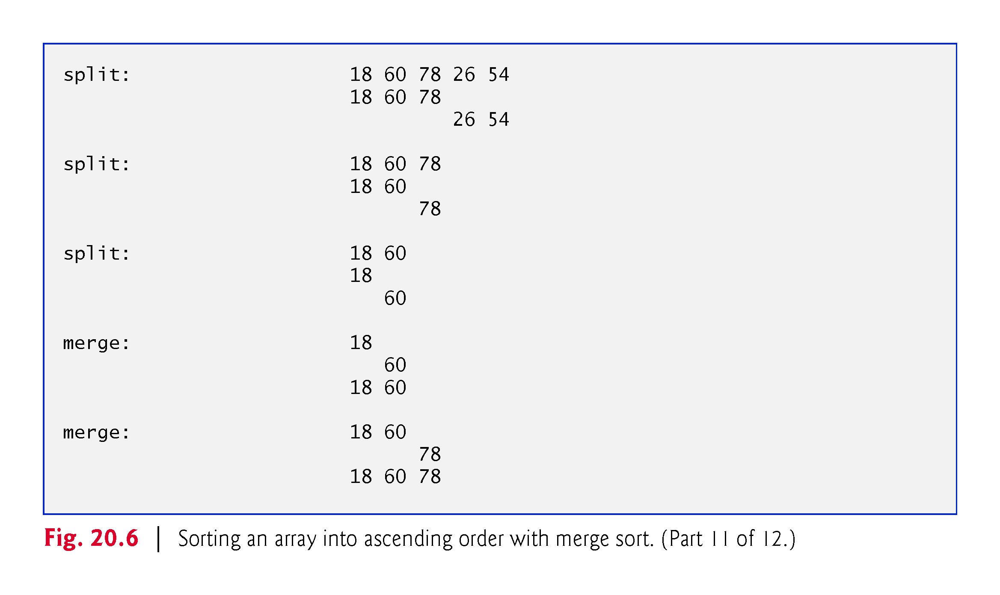 split:                    18 60 78 26 54
                          18 60 78
                                   26 54
split:                    18 60 78
                          18 60
                                78
split:                    18 60
                          18
                             60
merge:                    18
                             60
                          18 60
merge:                    18 60
                                78
                          18 60 78
Fig. 20.6 | Sorting an array into ascending order with merge sort. (Part 11 of 12.)